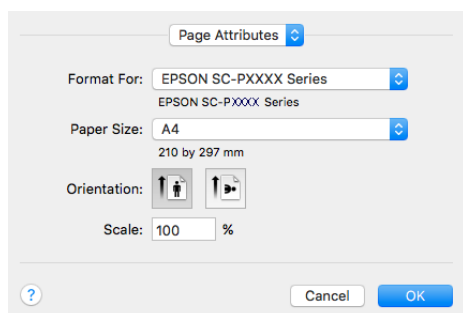 Page Attributes
Format For: EPSON SC-PXXXX Series
EPSON SC-PXXXX Series
Paper Size: A4
210 by 297 mm
Orientation:
Scale: 100 %
? Cancel OK